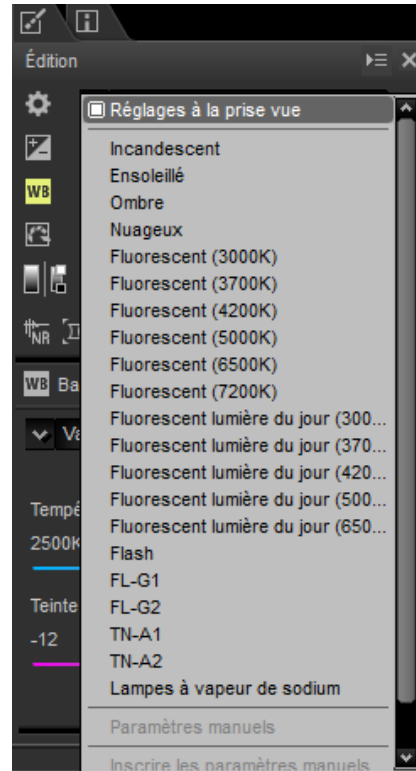 Édition
Réglages à la prise vue
Incandescent
Ensoleillé
WB
Ombre
Nuageux
Fluorescent (3000K)
Fluorescent (3700K)
Fluorescent (4200K)
Fluorescent (5000K)
NR
Fluorescent (6500K)
Fluorescent (7200K)
WB Ba
Fluorescent lumière du jour (300...
Va
Fluorescent lumière du jour (370...
Fluorescent lumière du jour (420...
Tempé
Fluorescent lumière du jour (500...
Fluorescent lumière du jour (650...
2500K
Flash
FL-G1
Teinte
FL-G2
-12
TN-A1
TN-A2
Lampes à vapeur de sodium
Paramètres manuels
Inscrire les paramètres manuels